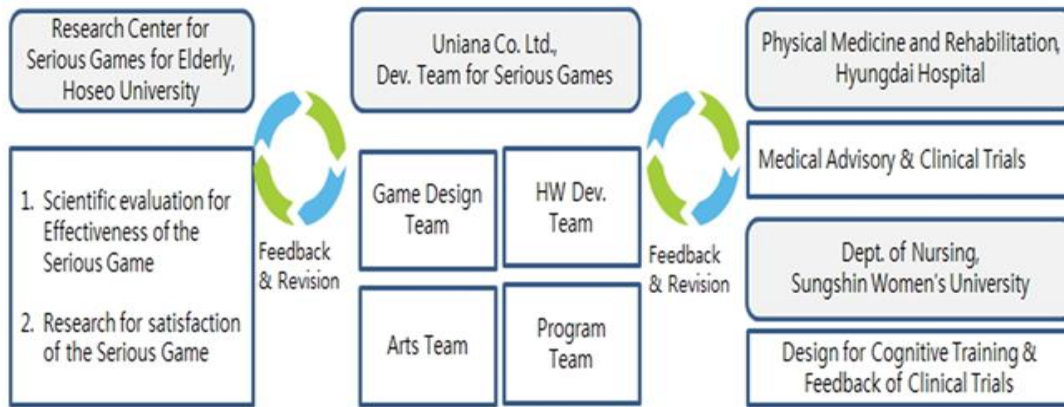 Research Center for
Serious Games for Elderly,
Hoseo University
1. Scientific evaluation for
Effectiveness of the
Serious Game
2. Research for satisfaction
of the Serious Game
Feedback
& Revision
Uniana Co. Ltd.,
Dev. Team for Serious Games
Game Design
Team
HW Dev.
Team
Arts Team
Program
Team
Feedback
& Revision
Physical Medicine and Rehabilitation,
Hyungdai Hospital
Medical Advisory & Clinical Trials
Dept. of Nursing,
Sungshin Women's University
Design for Cognitive Training &
Feedback of Clinical Trials